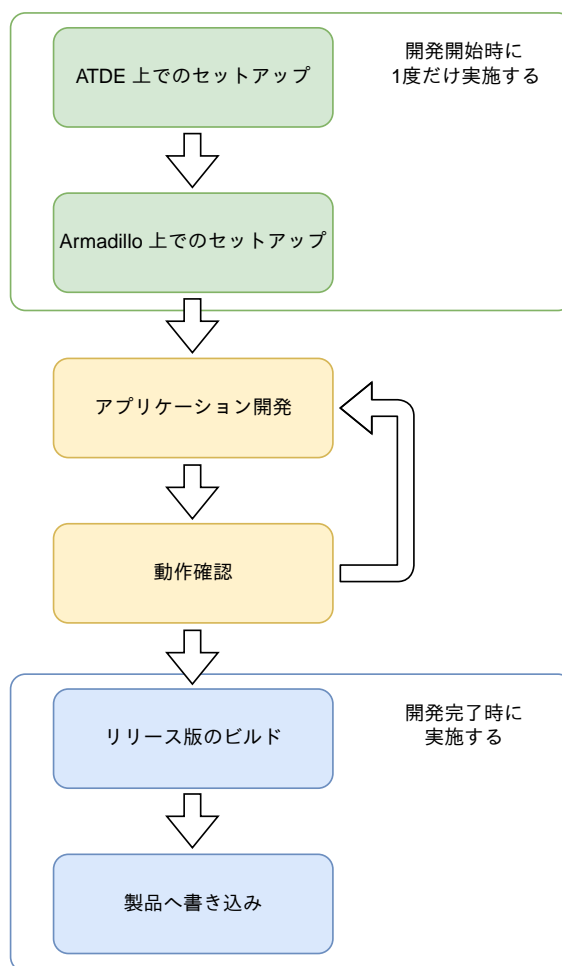 ATDE 上でのセットアップ
開発開始時に
1度だけ実施する
Armadillo 上でのセットアップ
アプリケーション開発
動作確認
リリース版のビルド
開発完了時に
実施する
製品へ書き込み